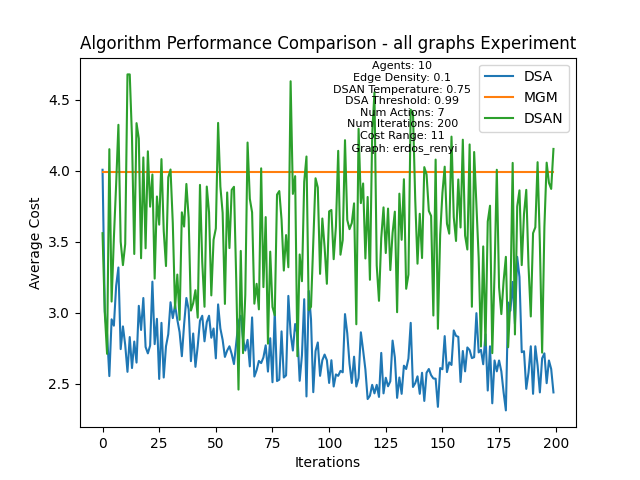 Algorithm Performance Comparison - all graphs Experiment
Agents: 10
Edge Density: 0.1
DSAN Temperature: 0.75
DSA Threshold: 0.99
Num Actions: 7
Num Iterations: 200
Cost Range: 11
Graph: erdos_renyi
DSA
MGM
DSAN
Average Cost
4.5
4.0
3.5
3.0
2.5
0 25 50 75 100 125 150 175 200
Iterations